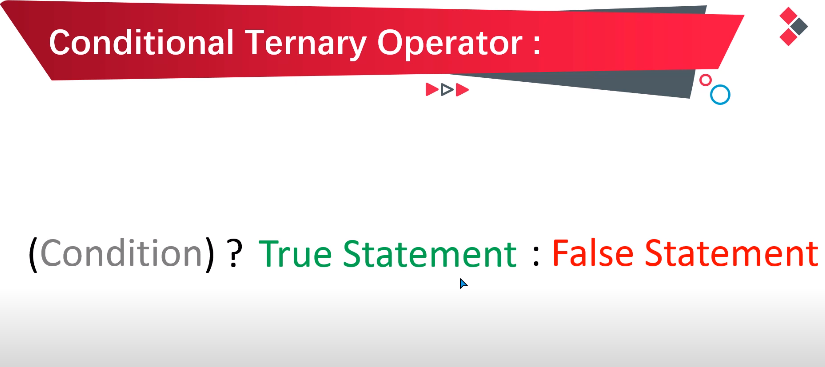 Conditional Ternary Operator :
(Condition) ? True Statement : False Statement